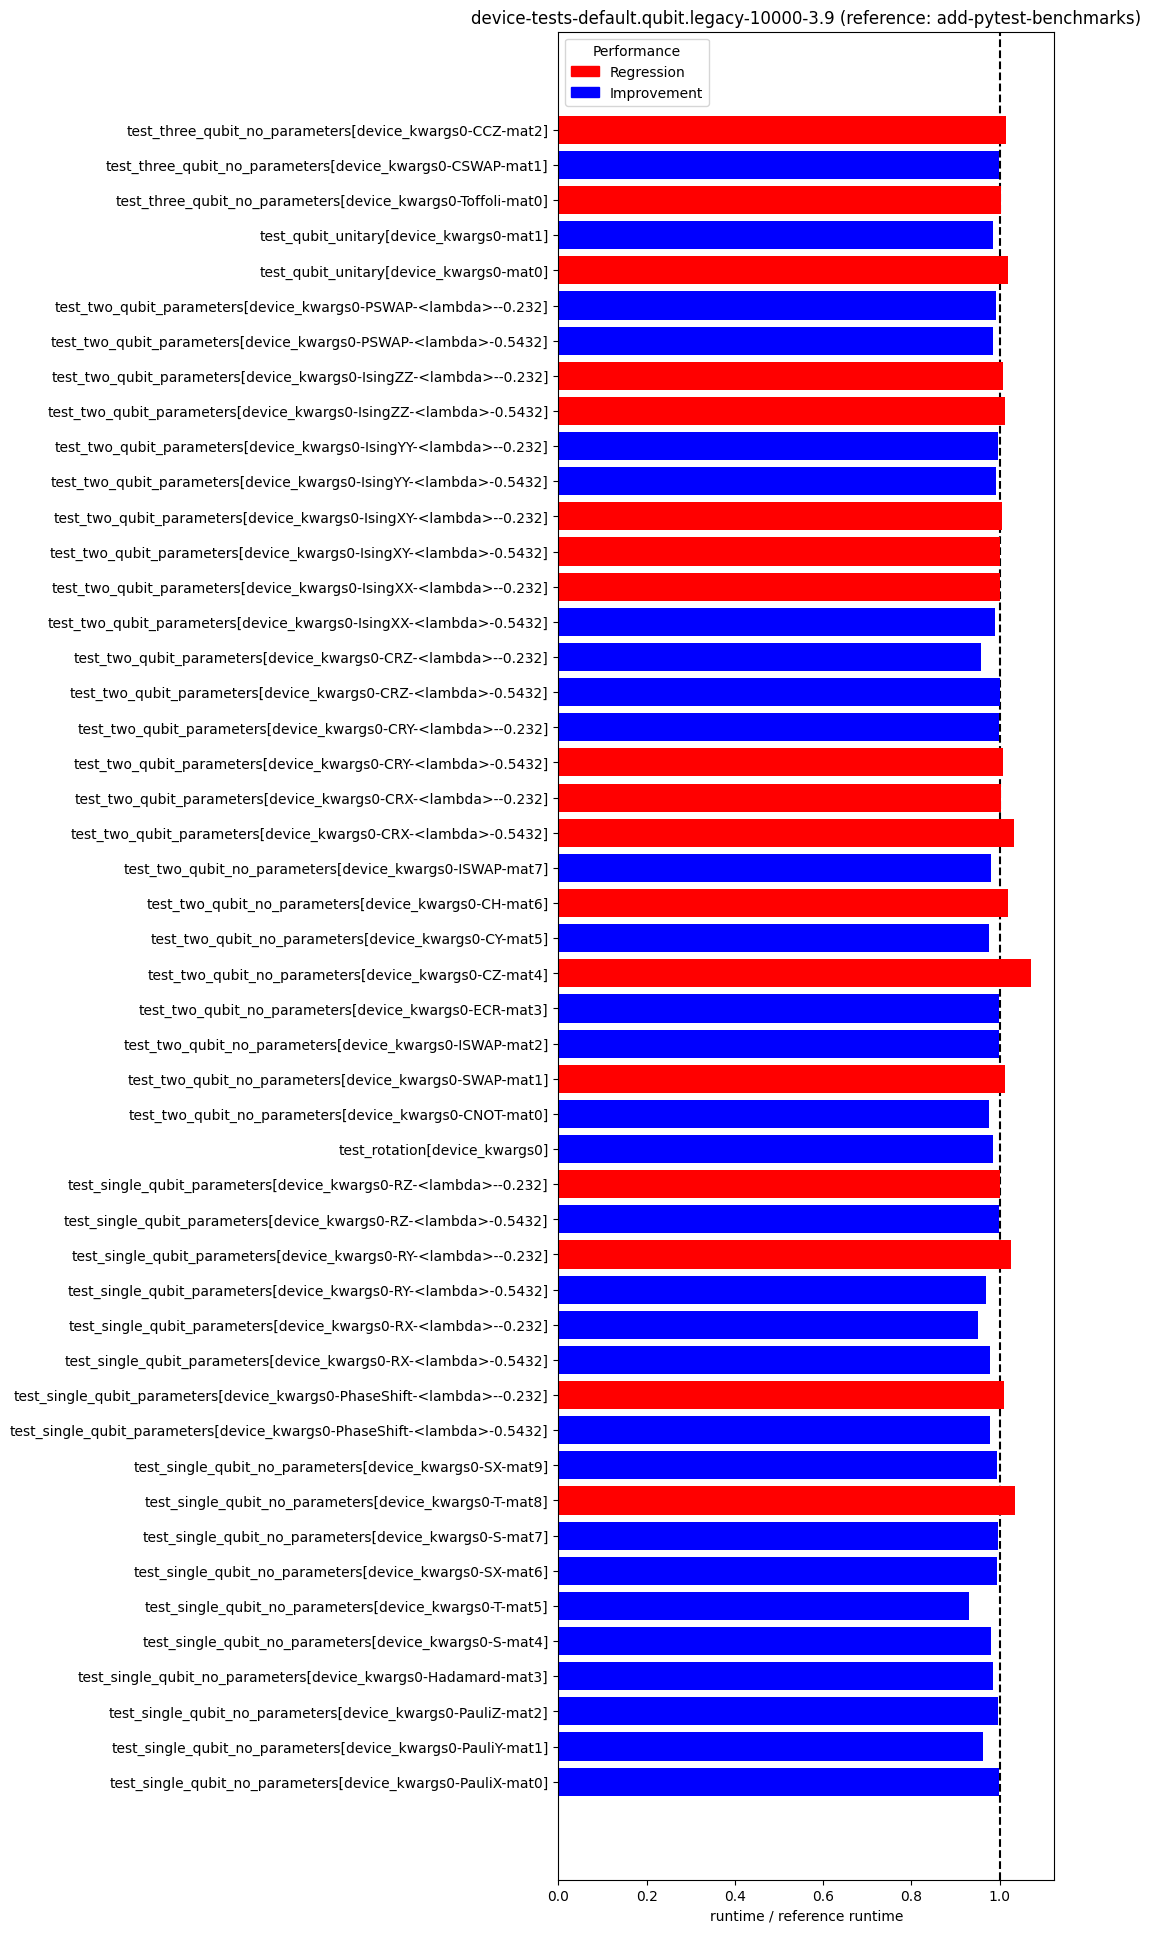 device-tests-default.qubit.legacy-10000-3.9 (reference: add-pytest-benchmarks)
Performance
Regression
Improvement
test_three_qubit_no_parameters[device_kwargs0-CCZ-mat2]
test_three_qubit_no_parameters[device_kwargs0-CSWAP-mat1]
test_three_qubit_no_parameters[device_kwargs0-Toffoli-mat0]
test_qubit_unitary[device_kwargs0-mat1]
test_qubit_unitary[device_kwargs0-mat0]
test_two_qubit_parameters[device_kwargs0-PSWAP-<lambda>--0.232]
test_two_qubit_parameters[device_kwargs0-PSWAP-<lambda>-0.5432]
test_two_qubit_parameters[device_kwargs0-IsingZZ-<lambda>--0.232]
test_two_qubit_parameters[device_kwargs0-IsingZZ-<lambda>-0.5432]
test_two_qubit_parameters[device_kwargs0-IsingYY-<lambda>--0.232]
test_two_qubit_parameters[device_kwargs0-IsingYY-<lambda>-0.5432]
test_two_qubit_parameters[device_kwargs0-IsingXY-<lambda>--0.232]
test_two_qubit_parameters[device_kwargs0-IsingXY-<lambda>-0.5432]
test_two_qubit_parameters[device_kwargs0-IsingXX-<lambda>--0.232]
test_two_qubit_parameters[device_kwargs0-IsingXX-<lambda>-0.5432]
test_two_qubit_parameters[device_kwargs0-CRZ-<lambda>--0.232]
test_two_qubit_parameters[device_kwargs0-CRZ-<lambda>-0.5432]
test_two_qubit_parameters[device_kwargs0-CRY-<lambda>--0.232]
test_two_qubit_parameters[device_kwargs0-CRY-<lambda>-0.5432]
test_two_qubit_parameters[device_kwargs0-CRX-<lambda>--0.232]
test_two_qubit_parameters[device_kwargs0-CRX-<lambda>-0.5432]
test_two_qubit_no_parameters[device_kwargs0-ISWAP-mat7]
test_two_qubit_no_parameters[device_kwargs0-CH-mat6]
test_two_qubit_no_parameters[device_kwargs0-CY-mat5]
test_two_qubit_no_parameters[device_kwargs0-CZ-mat4]
test_two_qubit_no_parameters[device_kwargs0-ECR-mat3]
test_two_qubit_no_parameters[device_kwargs0-ISWAP-mat2]
test_two_qubit_no_parameters[device_kwargs0-SWAP-mat1]
test_two_qubit_no_parameters[device_kwargs0-CNOT-mat0]
test_rotation[device_kwargs0]
test_single_qubit_parameters[device_kwargs0-RZ-<lambda>--0.232]
test_single_qubit_parameters[device_kwargs0-RZ-<lambda>-0.5432]
test_single_qubit_parameters[device_kwargs0-RY-<lambda>--0.232]
test_single_qubit_parameters[device_kwargs0-RY-<lambda>-0.5432]
test_single_qubit_parameters[device_kwargs0-RX-<lambda>--0.232]
test_single_qubit_parameters[device_kwargs0-RX-<lambda>-0.5432]
test_single_qubit_parameters[device_kwargs0-PhaseShift-<lambda>--0.232]
test_single_qubit_parameters[device_kwargs0-PhaseShift-<lambda>-0.5432]
test_single_qubit_no_parameters[device_kwargs0-SX-mat9]
test_single_qubit_no_parameters[device_kwargs0-T-mat8]
test_single_qubit_no_parameters[device_kwargs0-S-mat7]
test_single_qubit_no_parameters[device_kwargs0-SX-mat6]
test_single_qubit_no_parameters[device_kwargs0-T-mat5]
test_single_qubit_no_parameters[device_kwargs0-S-mat4]
test_single_qubit_no_parameters[device_kwargs0-Hadamard-mat3]
test_single_qubit_no_parameters[device_kwargs0-PauliZ-mat2]
test_single_qubit_no_parameters[device_kwargs0-PauliY-mat1]
test_single_qubit_no_parameters[device_kwargs0-PauliX-mat0]
0.0 0.2 0.4 0.6 0.8 1.0
runtime / reference runtime